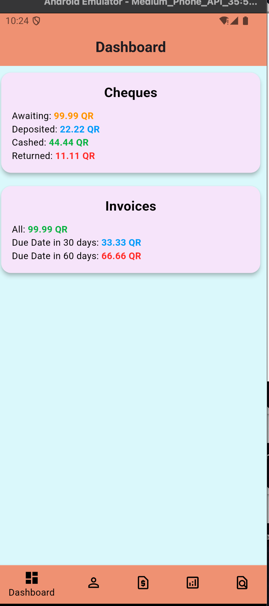 Android Emulator - Medium_Phone_API_35:5...
10:24
Dashboard
Cheques
Awaiting: 99.99 QR
Deposited: 22.22 QR
Cashed: 44.44 QR
Returned: 11.11 QR
Invoices
All: 99.99 QR
Due Date in 30 days: 33.33 QR
Due Date in 60 days: 66.66 QR
Dashboard